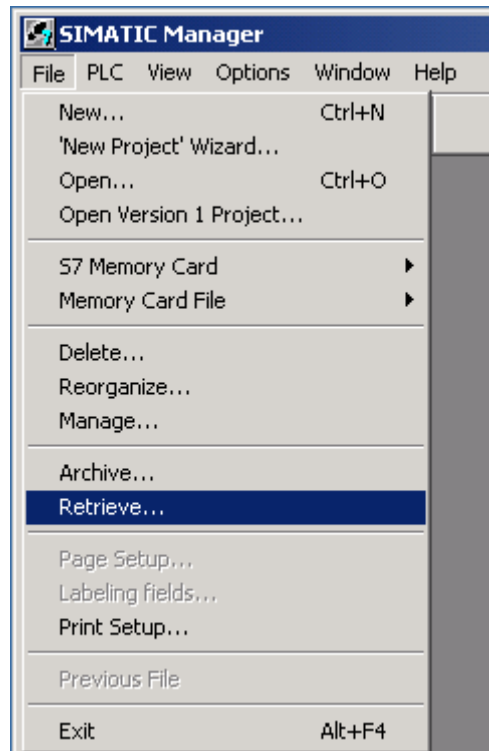 SIMATIC Manager
File PLC View Options Window Help
New... Ctrl+N
'New Project' Wizard...
Open... Ctrl+O
Open Version 1 Project...
S7 Memory Card
Memory Card File
Delete...
Reorganize...
Manage...
Archive...
Retrieve...
Page Setup...
Labeling fields...
Print Setup...
Previous File
Exit Alt+F4